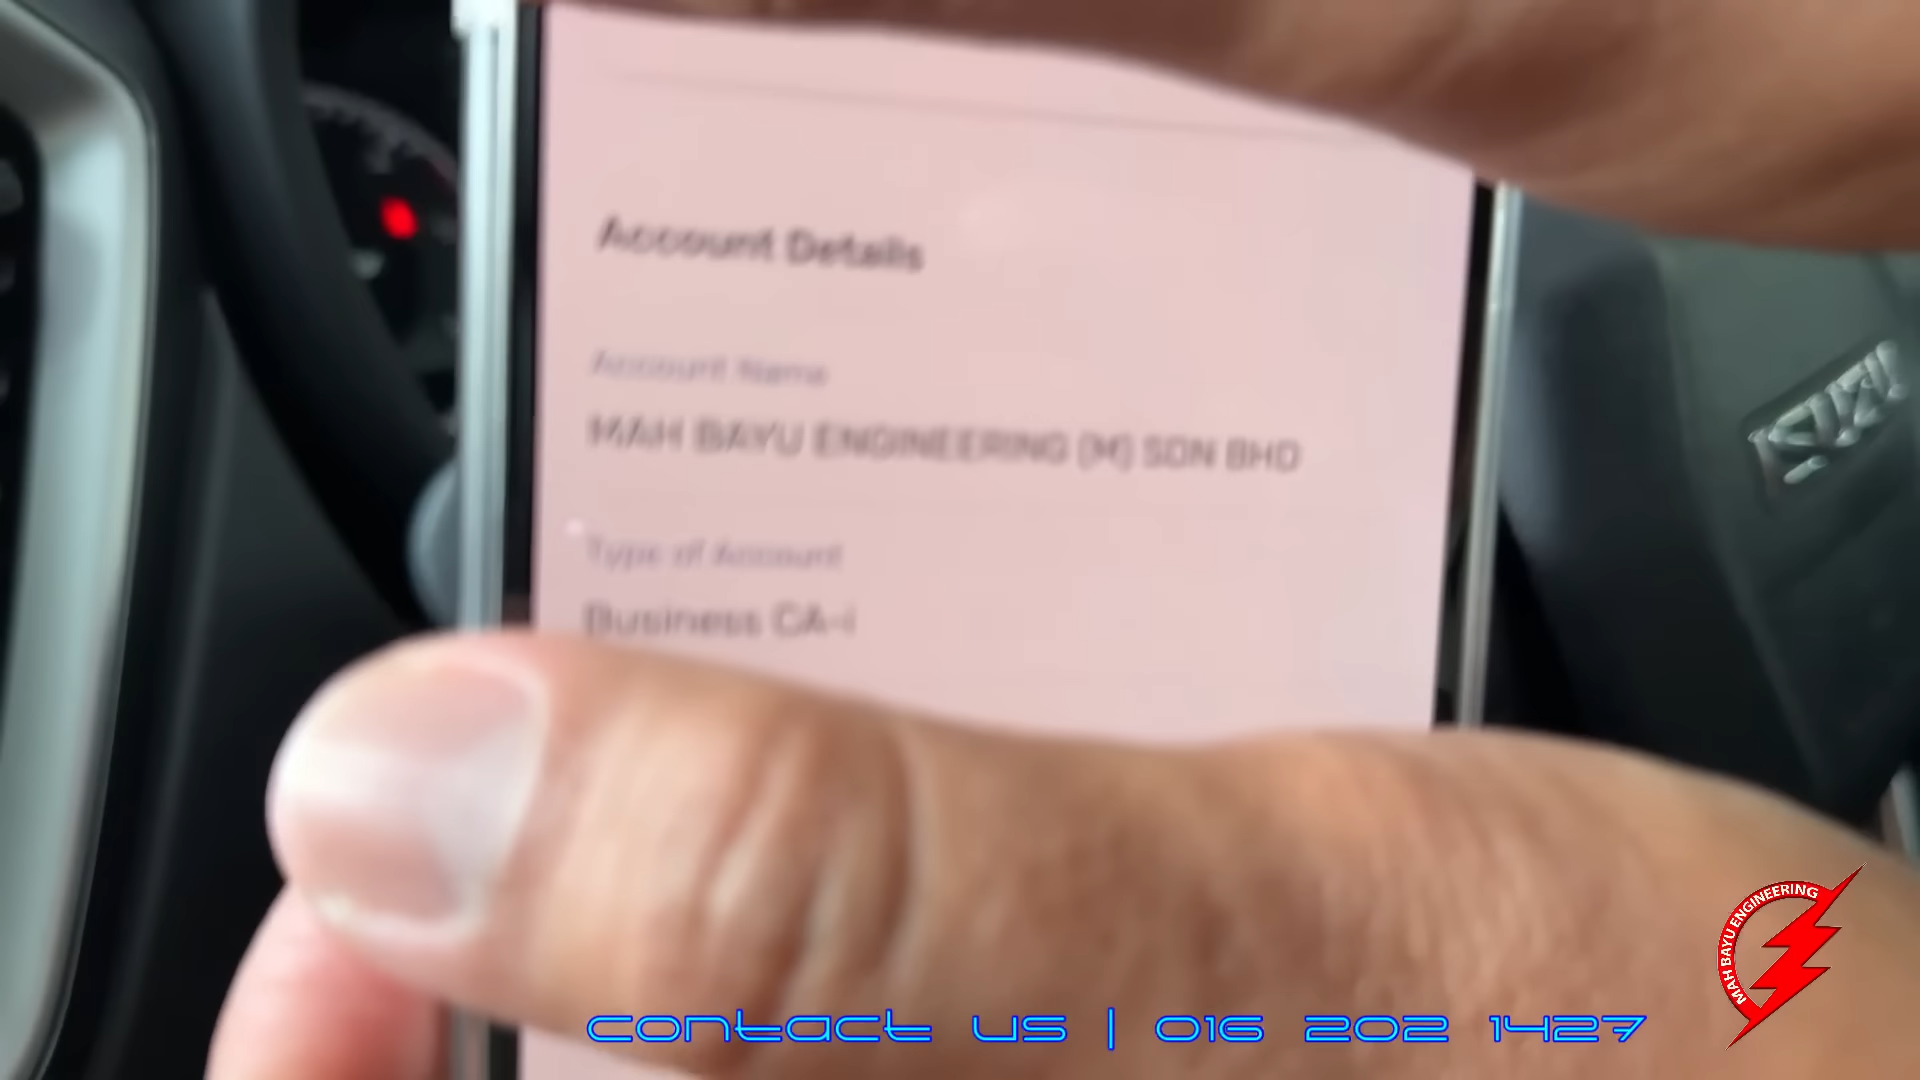 Account Details
Account Name
MAH BAYU ENGINEERING (M) SDN BHD
Type of Account
Business CA-i
ISUZU
MAH BAYU ENGINEERING
contact us | 016 202 1427